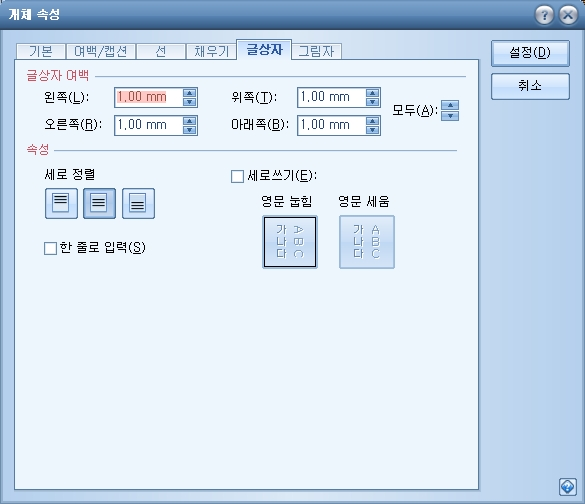 개체 속성
기본 여백/캡션 선 채우기 글상자 그림자
설정(D)
취소
글상자 여백
왼쪽(L): 1,00 mm 위쪽(T): 1,00 mm
모두(A):
오른쪽(R): 1,00 mm 아래쪽(B): 1,00 mm
속성
세로 정렬
세로쓰기(E):
영문 눕힘 영문 세움
가나다 ABC 가나다 ABC
한 줄로 입력(S)